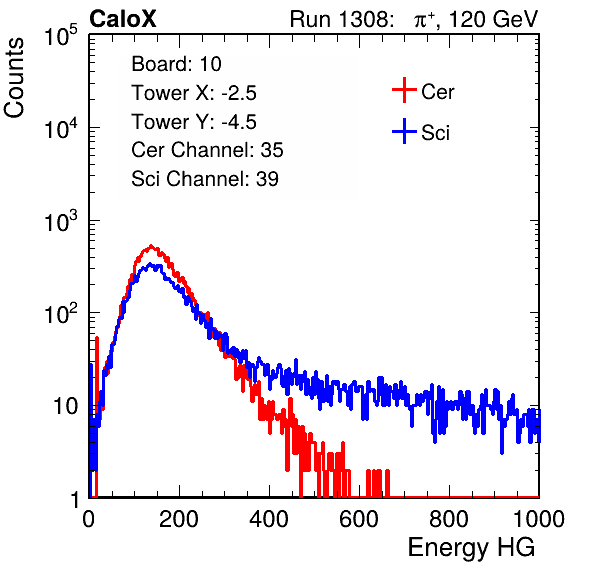 CaloX Run 1308: π⁺, 120 GeV
Counts
Board: 10
Tower X: -2.5
Tower Y: -4.5
Cer Channel: 35
Sci Channel: 39
Cer
Sci
10⁵
10⁴
10³
10²
10
1
0 200 400 600 800 1000
Energy HG